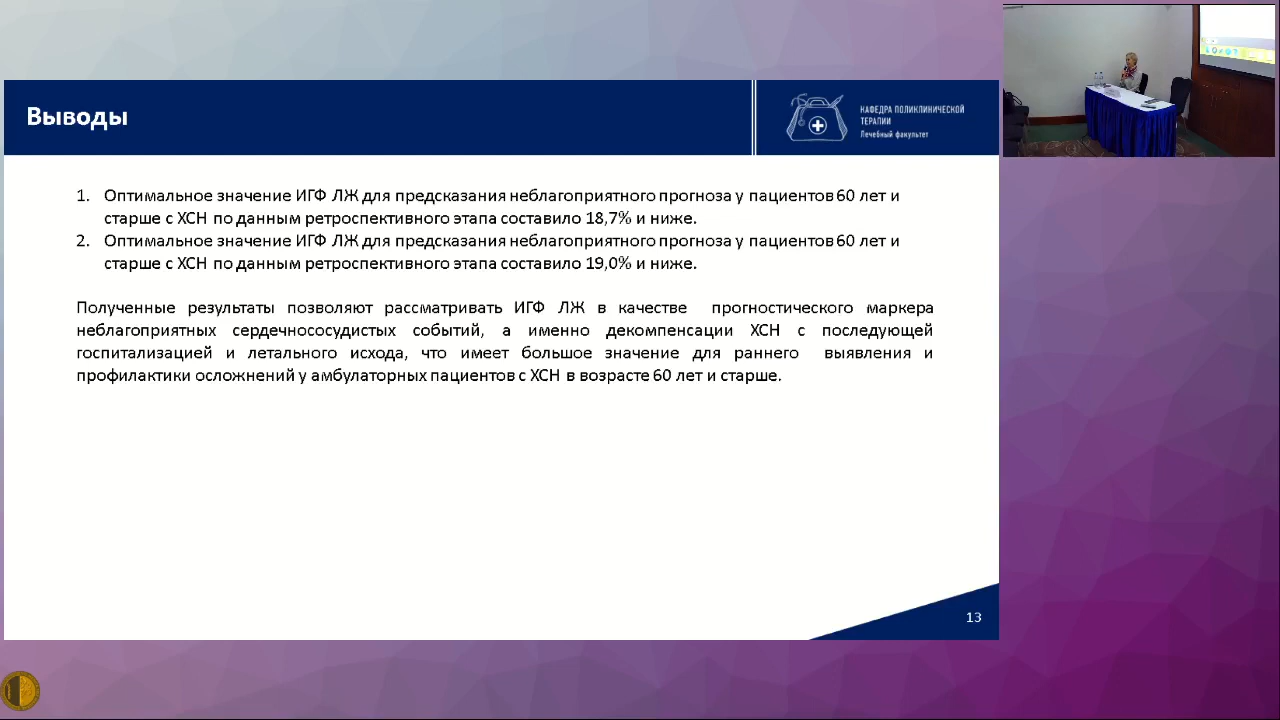 Выводы
КАФЕДРА ПОЛИКЛИНИЧЕСКОЙ
ТЕРАПИИ
Лечебный факультет
1. Оптимальное значение ИГФ ЛЖ для предсказания неблагоприятного прогноза у пациентов 60 лет и
старше с ХСН по данным ретроспективного этапа составило 18,7% и ниже.
2. Оптимальное значение ИГФ ЛЖ для предсказания неблагоприятного прогноза у пациентов 60 лет и
старше с ХСН по данным ретроспективного этапа составило 19,0% и ниже.
Полученные результаты позволяют рассматривать ИГФ ЛЖ в качестве прогностического маркера
неблагоприятных сердечнососудистых событий, а именно декомпенсации ХСН с последующей
госпитализацией и летального исхода, что имеет большое значение для раннего выявления и
профилактики осложнений у амбулаторных пациентов с ХСН в возрасте 60 лет и старше.
13